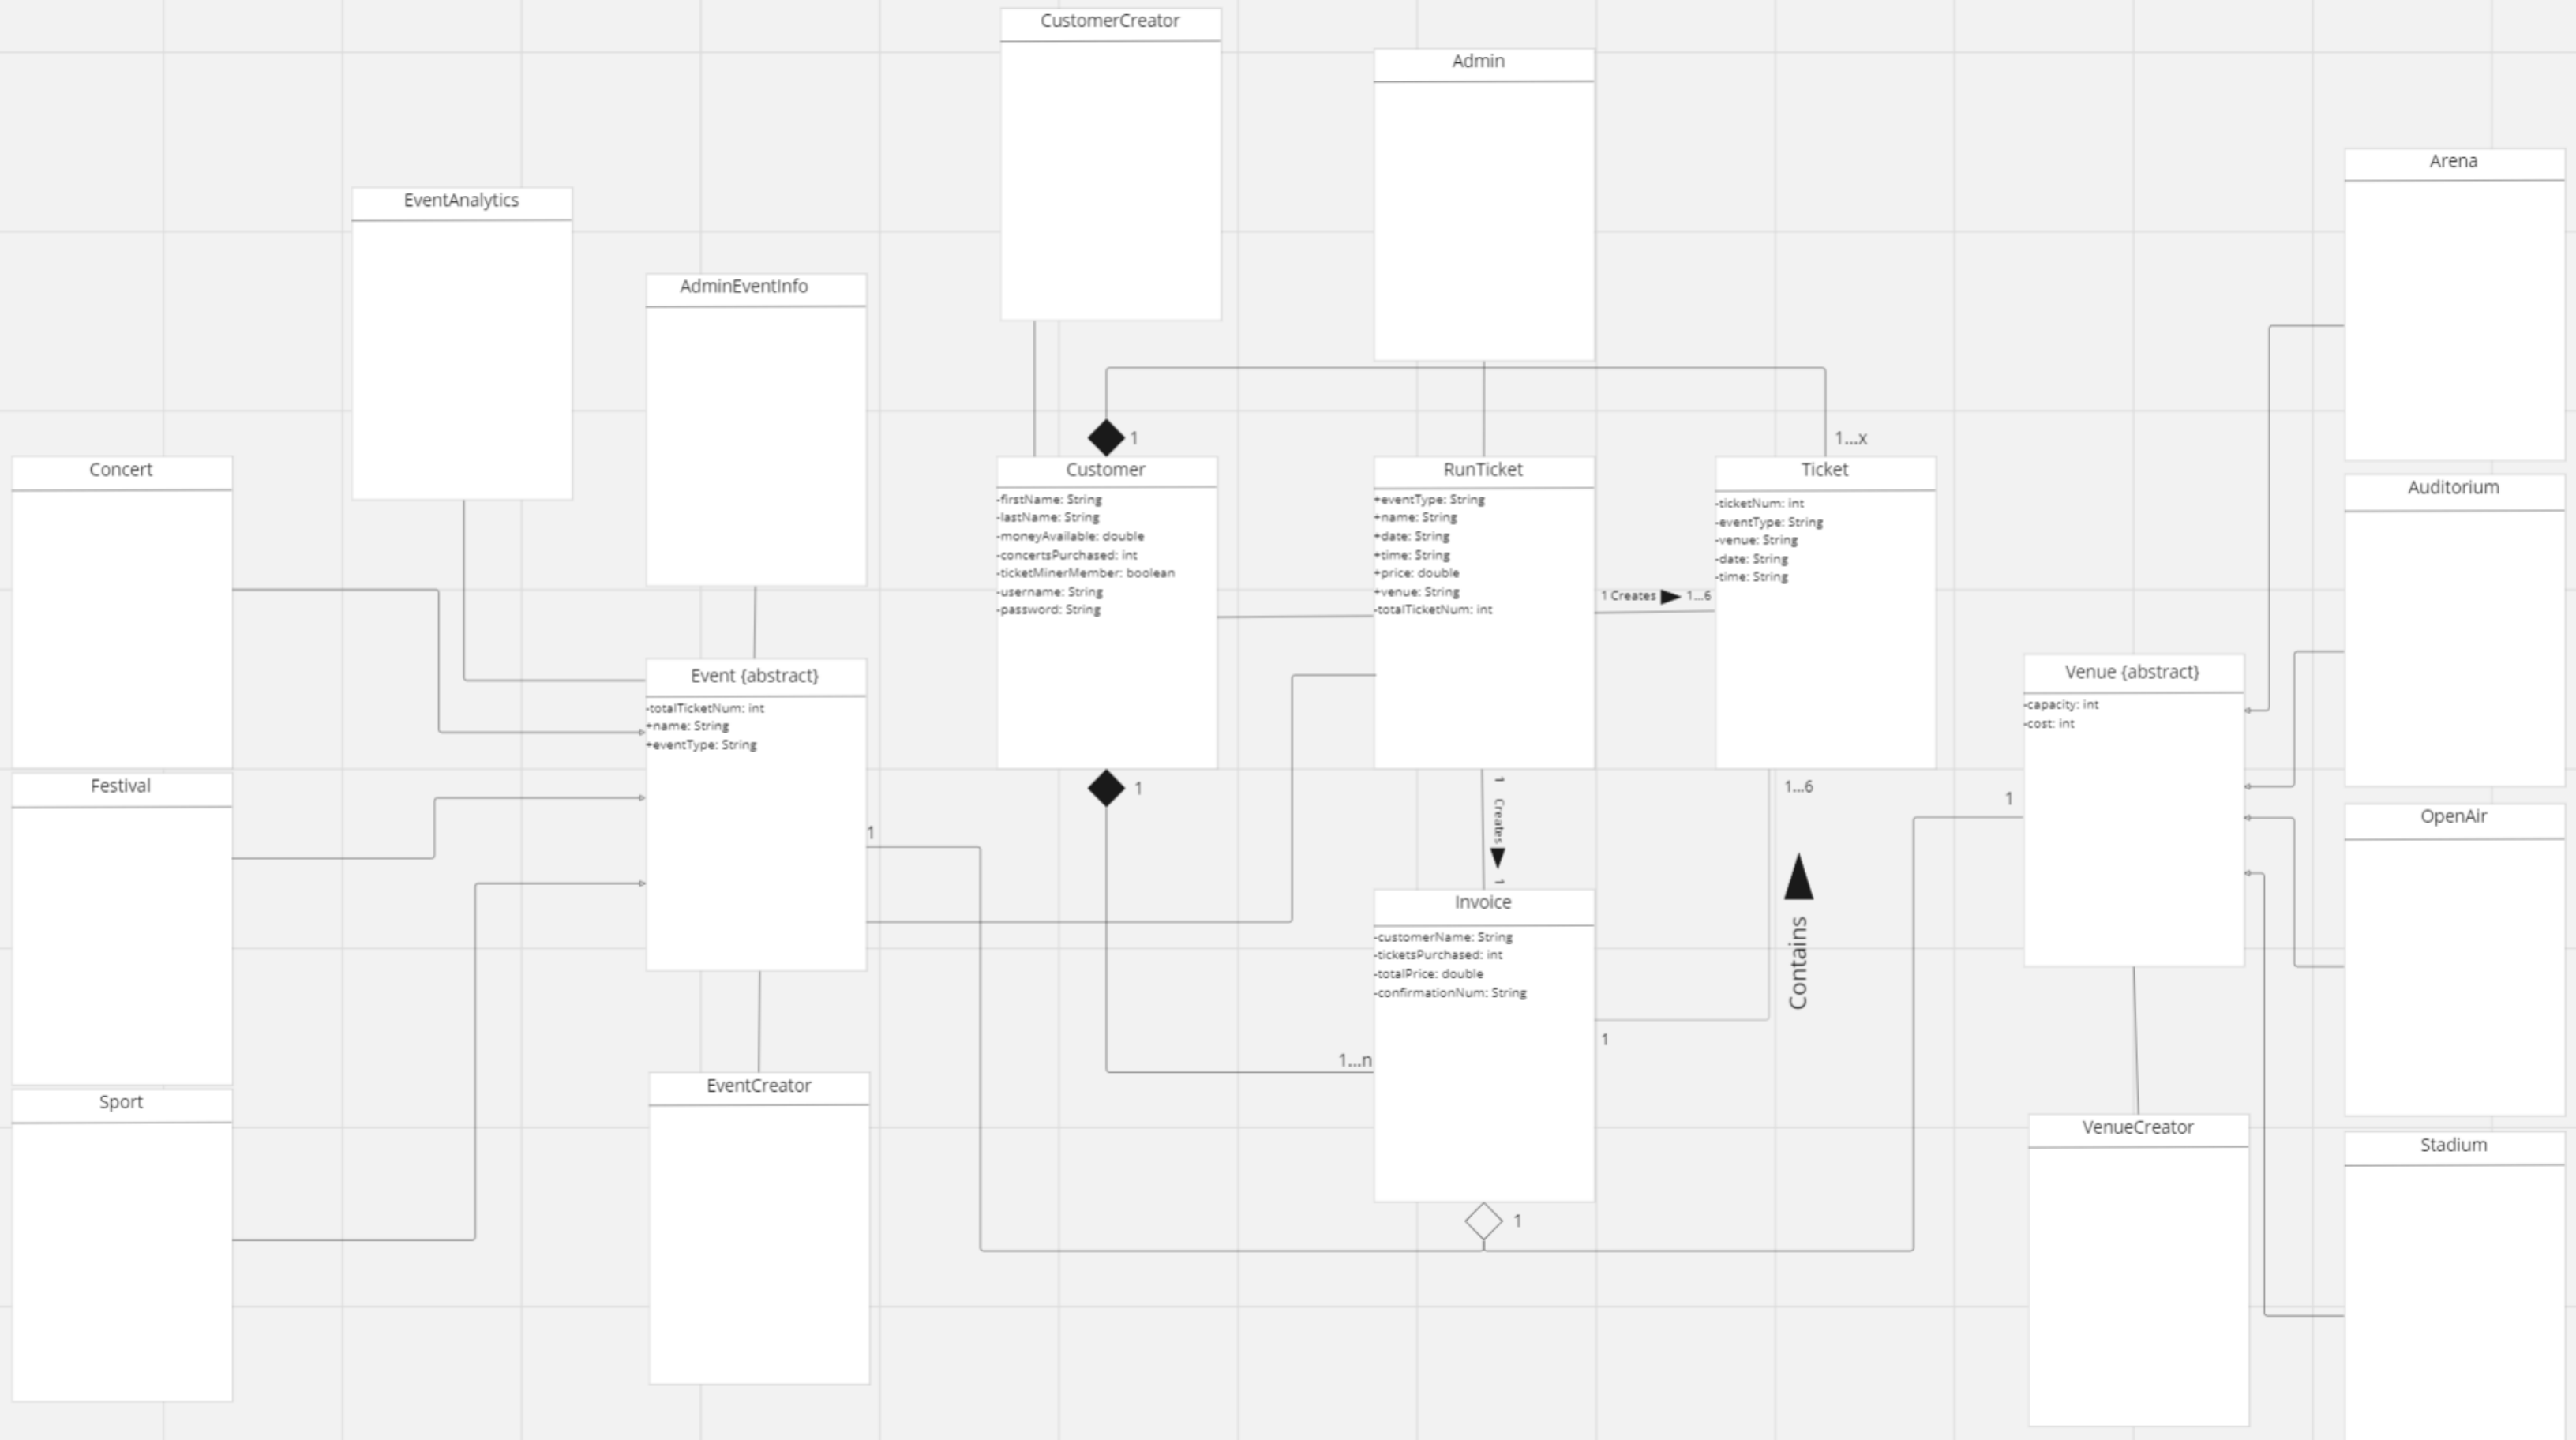 CustomerCreator
Admin
Arena
EventAnalytics
AdminEventInfo
1
1...x
Concert
Customer
-firstName: String
-lastName: String
-moneyAvailable: double
-concertsPurchased: int
-ticketMinerMember: boolean
-username: String
-password: String
RunTicket
+eventType: String
+name: String
+date: String
+time: String
+price: double
+venue: String
-totalTicketNum: int
1 Creates
1...6
Ticket
-ticketNum: int
-eventType: String
-venue: String
-date: String
-time: String
Auditorium
Event {abstract}
-totalTicketNum: int
+name: String
+eventType: String
Venue {abstract}
-capacity: int
-cost: int
Festival
1
1
1 Creates 1
1...6
1
OpenAir
Invoice
-customerName: String
-ticketsPurchased: int
-totalPrice: double
-confirmationNum: String
Contains
1
1...n
Sport
EventCreator
VenueCreator
Stadium
1